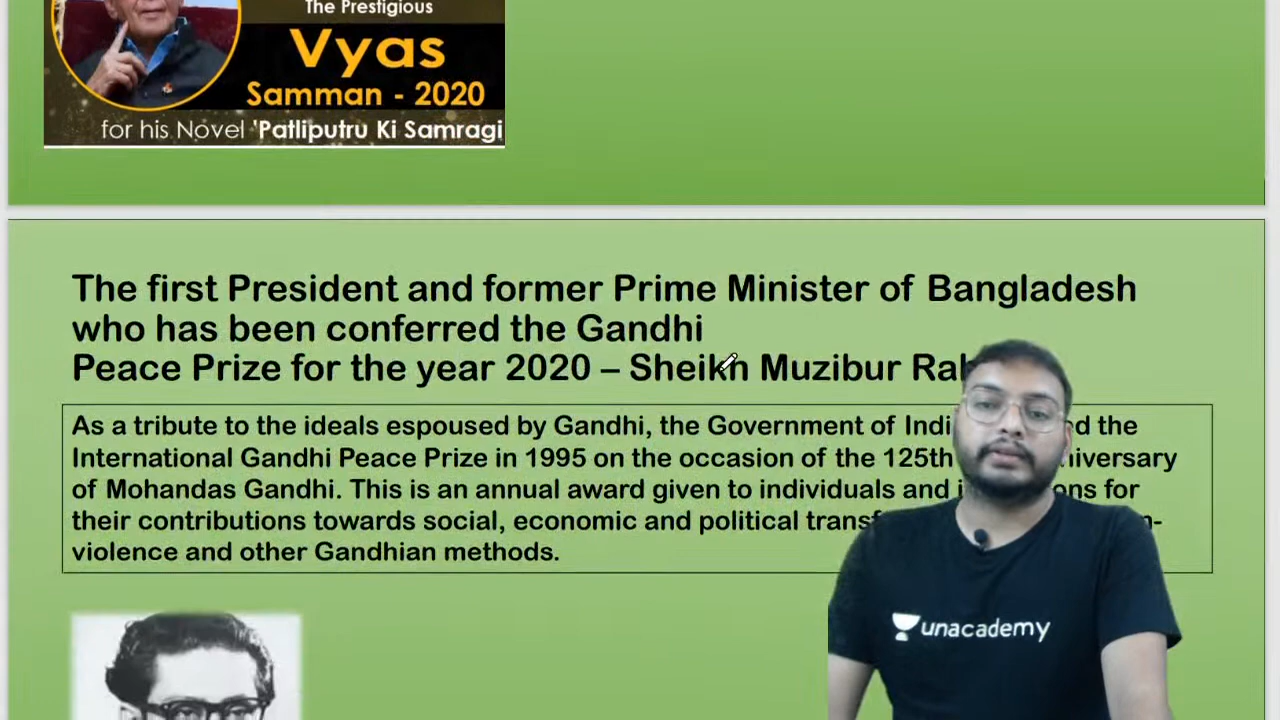 The Prestigious
Vyas
Samman - 2020
for his Novel 'Patliputru Ki Samragi
The first President and former Prime Minister of Bangladesh
who has been conferred the Gandhi
Peace Prize for the year 2020 – Sheikh Muzibur
As a tribute to the ideals espoused by Gandhi, the Government of the
International Gandhi Peace Prize in 1995 on the occasion of the 125th
of Mohandas Gandhi. This is an annual award given to individuals and for
their contributions towards social, economic and political
violence and other Gandhian methods.
unacademy